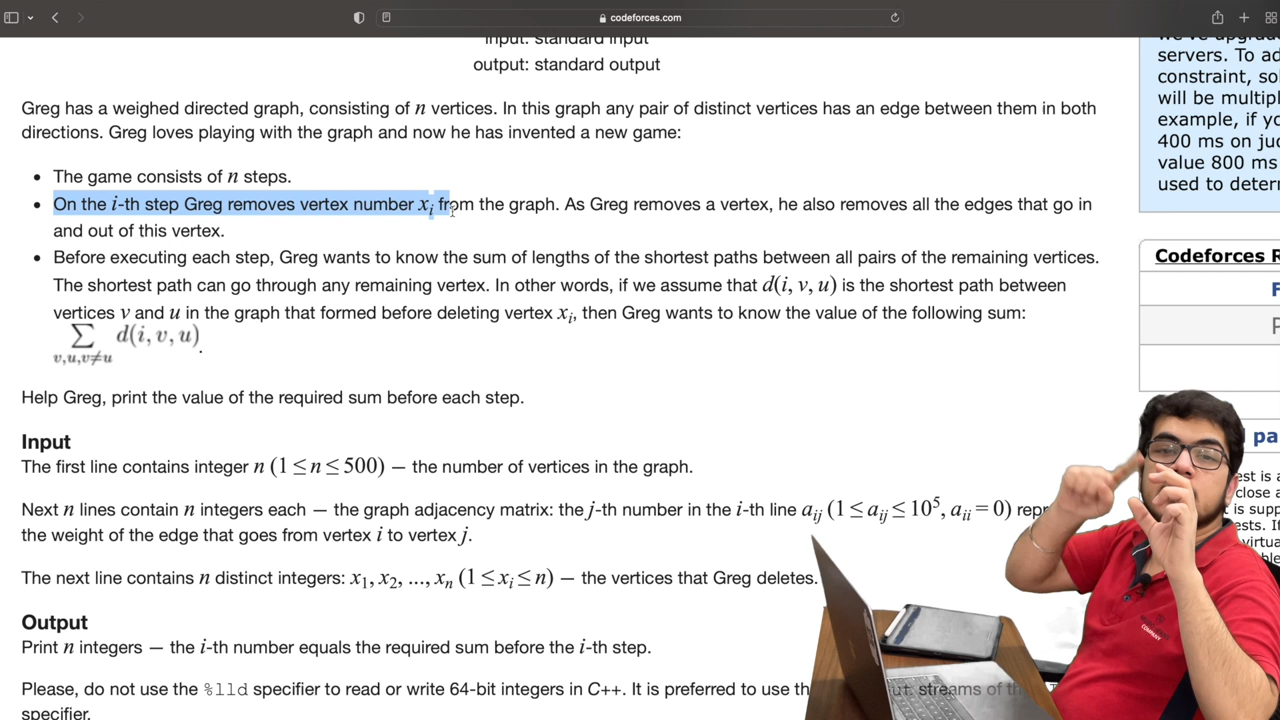 codeforces.com
input: standard input
output: standard output
Greg has a weighed directed graph, consisting of n vertices. In this graph any pair of distinct vertices has an edge between them in both
directions. Greg loves playing with the graph and now he has invented a new game:
• The game consists of n steps.
• On the i-th step Greg removes vertex number xᵢ from the graph. As Greg removes a vertex, he also removes all the edges that go in
and out of this vertex.
• Before executing each step, Greg wants to know the sum of lengths of the shortest paths between all pairs of the remaining vertices.
The shortest path can go through any remaining vertex. In other words, if we assume that d(i, v, u) is the shortest path between
vertices v and u in the graph that formed before deleting vertex xᵢ, then Greg wants to know the value of the following sum:
∑ d(i, v, u)
v,u,v≠u .
Help Greg, print the value of the required sum before each step.
Input
The first line contains integer n (1 ≤ n ≤ 500) — the number of vertices in the graph.
Next n lines contain n integers each — the graph adjacency matrix: the j-th number in the i-th line aᵢⱼ (1 ≤ aᵢⱼ ≤ 10⁵, aᵢᵢ = 0) repr
the weight of the edge that goes from vertex i to vertex j.
The next line contains n distinct integers: x₁, x₂, ..., xₙ (1 ≤ xᵢ ≤ n) — the vertices that Greg deletes.
Output
Print n integers — the i-th number equals the required sum before the i-th step.
Please, do not use the %lld specifier to read or write 64-bit integers in C++. It is preferred to use th streams of
specifier.
servers. To ad
constraint, so
will be multipl
example, if yo
400 ms on jud
value 800 ms
used to deter
Codeforces R
F
pa
COMPANY